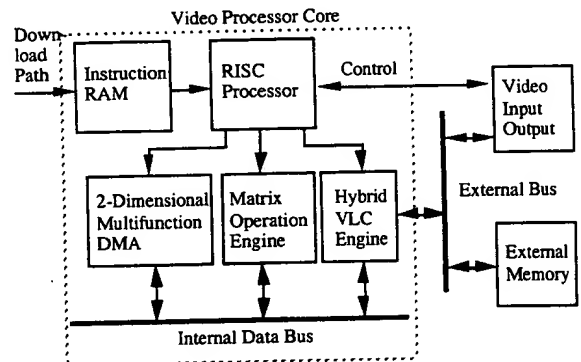 Video Processor Core
Down-
load
Path
Instruction
RAM
RISC
Processor
Control
Video
Input
Output
2-Dimensional
Multifunction
DMA
Matrix
Operation
Engine
Hybrid
VLC
Engine
External Bus
External
Memory
Internal Data Bus